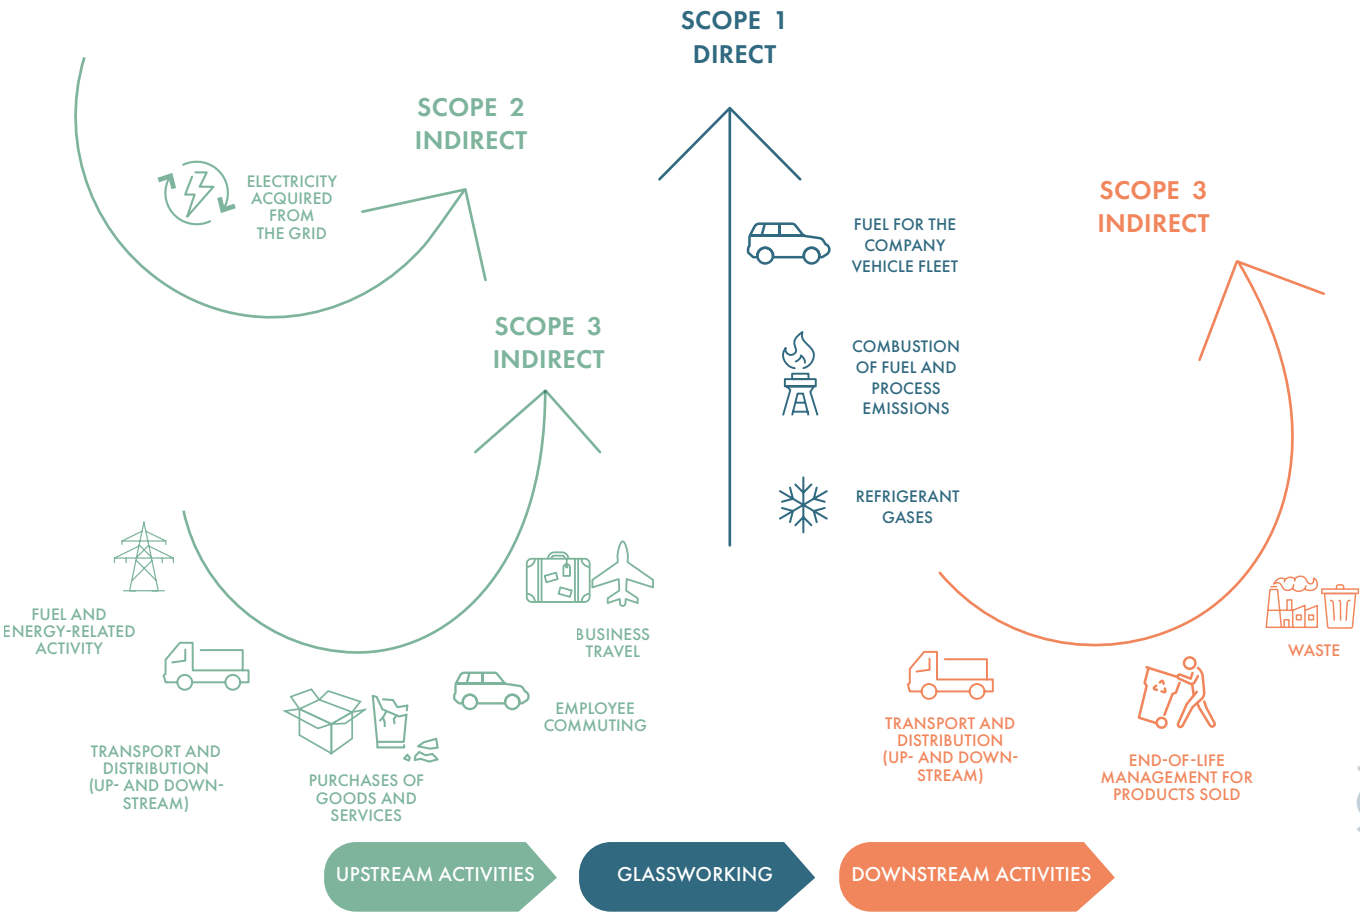 SCOPE 1
DIRECT
SCOPE 2
INDIRECT
ELECTRICITY
ACQUIRED
FROM
THE GRID
SCOPE 3
INDIRECT
FUEL FOR THE
COMPANY
VEHICLE FLEET
SCOPE 3
INDIRECT
COMBUSTION
OF FUEL AND
PROCESS
EMISSIONS
REFRIGERANT
GASES
FUEL AND
ENERGY-RELATED
ACTIVITY
TRANSPORT AND
DISTRIBUTION
(UP- AND DOWN-
STREAM)
PURCHASES OF
GOODS AND
SERVICES
EMPLOYEE
COMMUTING
BUSINESS
TRAVEL
TRANSPORT AND
DISTRIBUTION
(UP- AND DOWN-
STREAM)
END-OF-LIFE
MANAGEMENT FOR
PRODUCTS SOLD
WASTE
UPSTREAM ACTIVITIES
GLASSWORKING
DOWNSTREAM ACTIVITIES